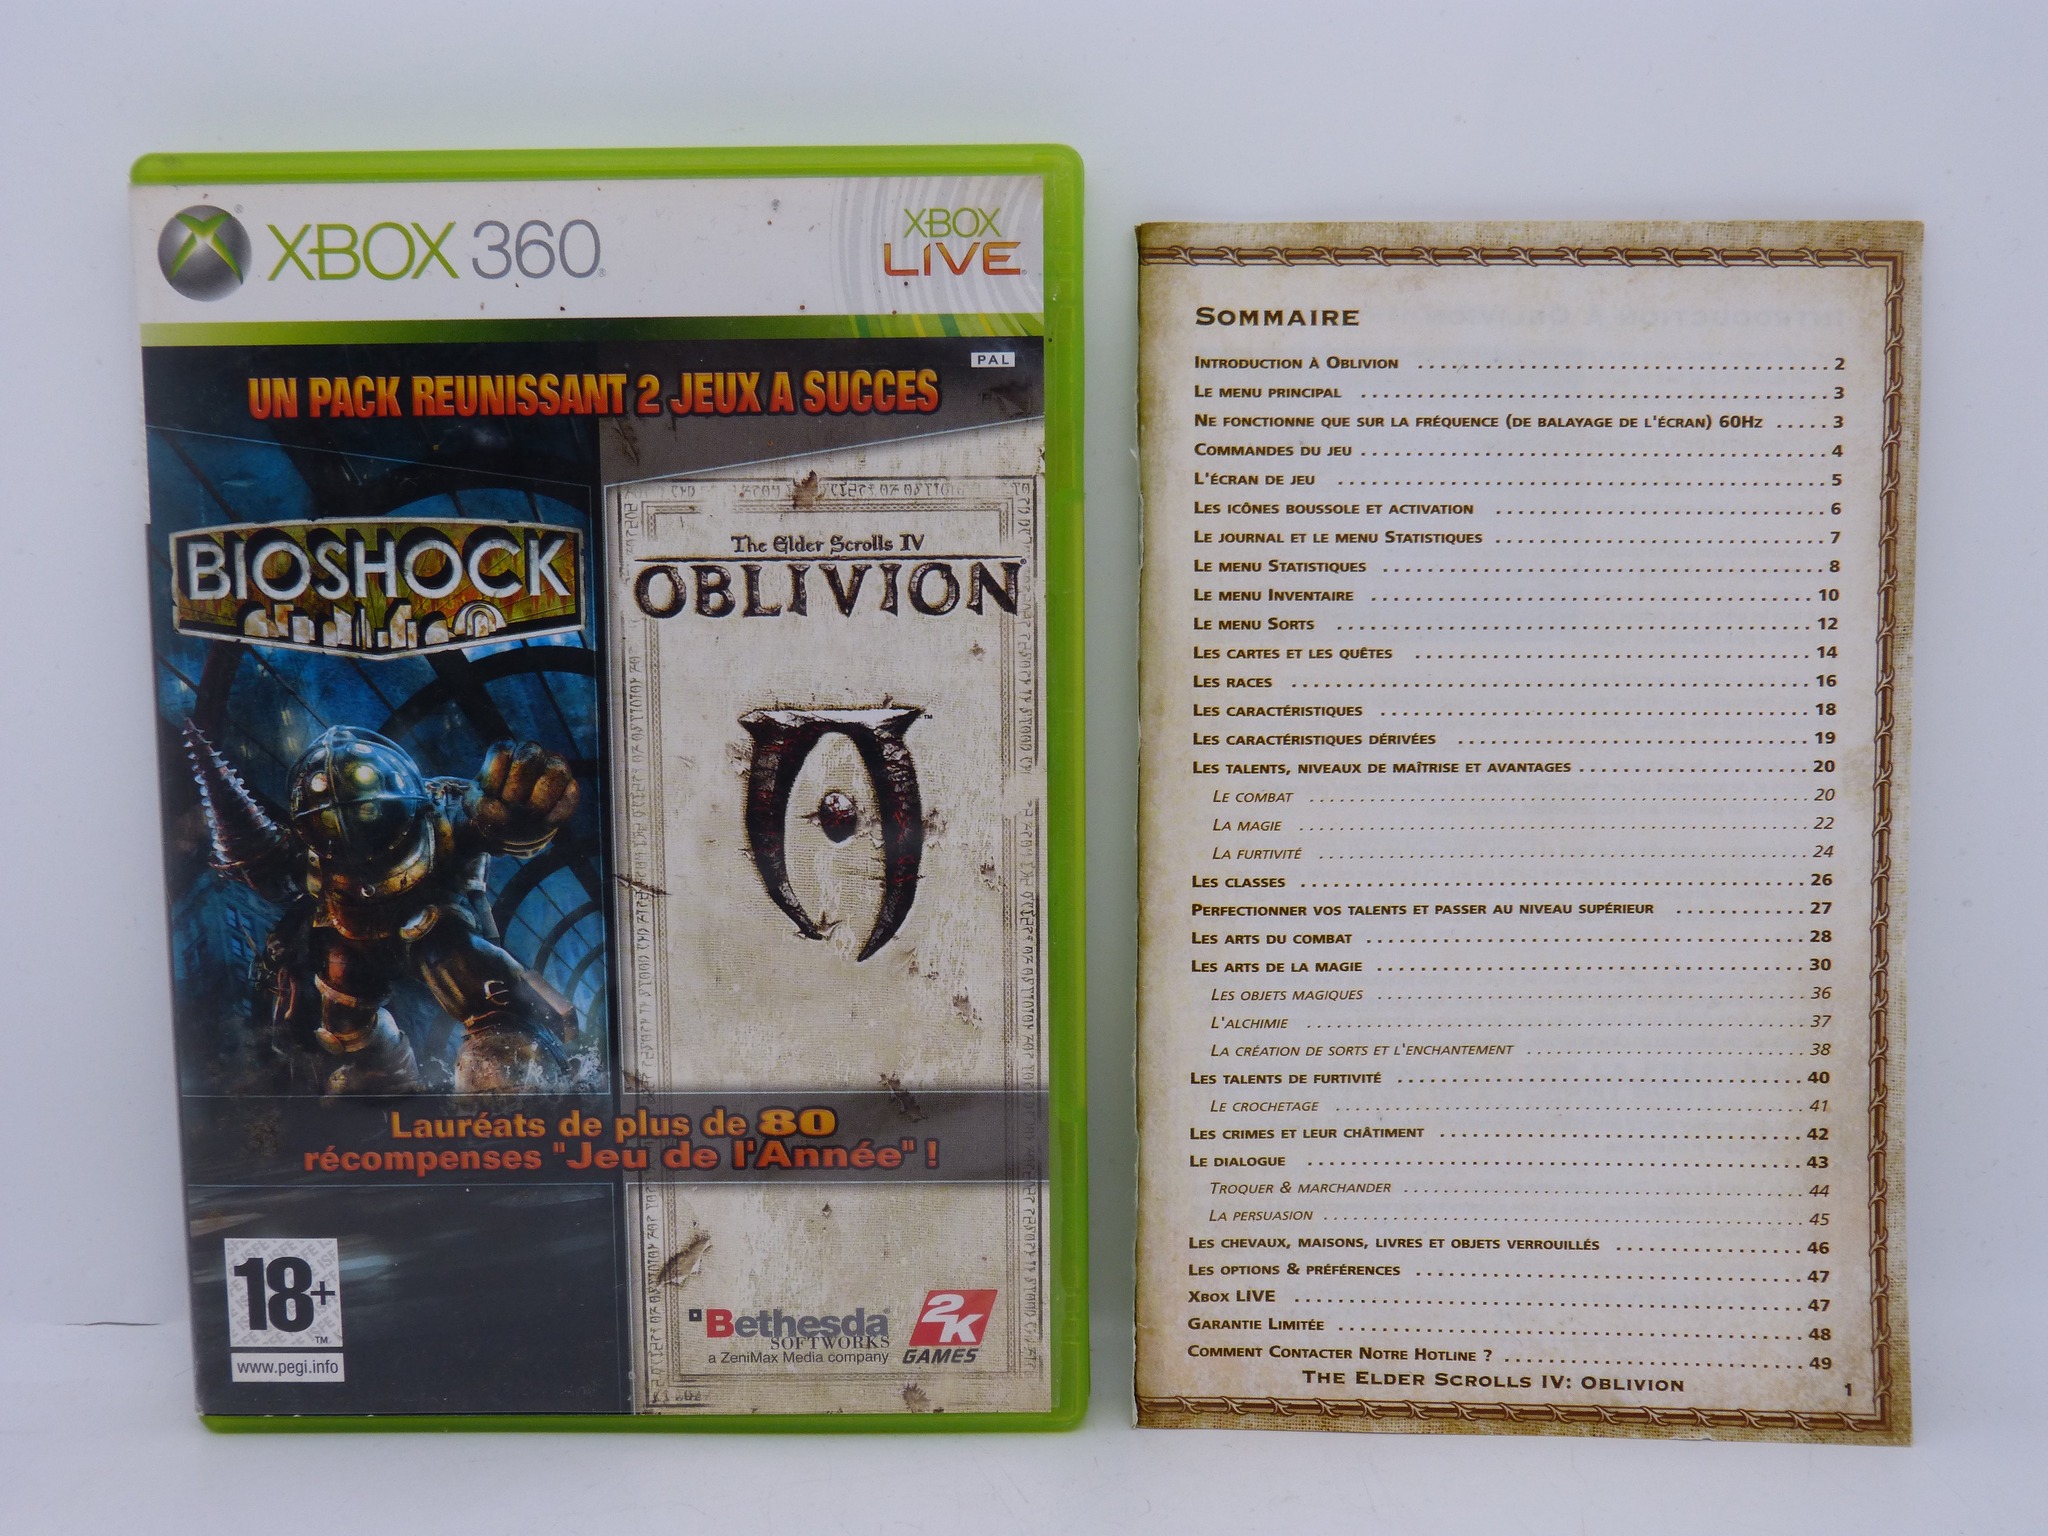 XBOX 360
XBOX
LIVE
PAL
UN PACK REUNISSANT 2 JEUX A SUCCES
BIOSHOCK
The Elder Scrolls IV
OBLIVION
Lauréats de plus de 80
récompenses "Jeu de l'Année" !
18+
www.pegi.info
Bethesda
SOFTWORKS
a ZeniMax Media company
2K
GAMES
SOMMAIRE
INTRODUCTION À OBLIVION .......... 2
LE MENU PRINCIPAL .......... 3
NE FONCTIONNE QUE SUR LA FRÉQUENCE (DE BALAYAGE DE L'ÉCRAN) 60HZ ..... 3
COMMANDES DU JEU .......... 4
L'ÉCRAN DE JEU .......... 5
LES ICÔNES BOUSSOLE ET ACTIVATION .......... 6
LE JOURNAL ET LE MENU STATISTIQUES .......... 7
LE MENU STATISTIQUES .......... 8
LE MENU INVENTAIRE .......... 10
LE MENU SORTS .......... 12
LES CARTES ET LES QUÊTES .......... 14
LES RACES .......... 16
LES CARACTÉRISTIQUES .......... 18
LES CARACTÉRISTIQUES DÉRIVÉES .......... 19
LES TALENTS, NIVEAUX DE MAÎTRISE ET AVANTAGES .......... 20
LE COMBAT .......... 20
LA MAGIE .......... 22
LA FURTIVITÉ .......... 24
LES CLASSES .......... 26
PERFECTIONNER VOS TALENTS ET PASSER AU NIVEAU SUPÉRIEUR .......... 27
LES ARTS DU COMBAT .......... 28
LES ARTS DE LA MAGIE .......... 30
LES OBJETS MAGIQUES .......... 36
L'ALCHIMIE .......... 37
LA CRÉATION DE SORTS ET L'ENCHANTEMENT .......... 38
LES TALENTS DE FURTIVITÉ .......... 40
LE CROCHETAGE .......... 41
LES CRIMES ET LEUR CHÂTIMENT .......... 42
LE DIALOGUE .......... 43
TROQUER & MARCHANDER .......... 44
LA PERSUASION .......... 45
LES CHEVAUX, MAISONS, LIVRES ET OBJETS VERROUILLÉS .......... 46
LES OPTIONS & PRÉFÉRENCES .......... 47
XBOX LIVE .......... 47
GARANTIE LIMITÉE .......... 48
COMMENT CONTACTER NOTRE HOTLINE ? .......... 49
THE ELDER SCROLLS IV: OBLIVION
1